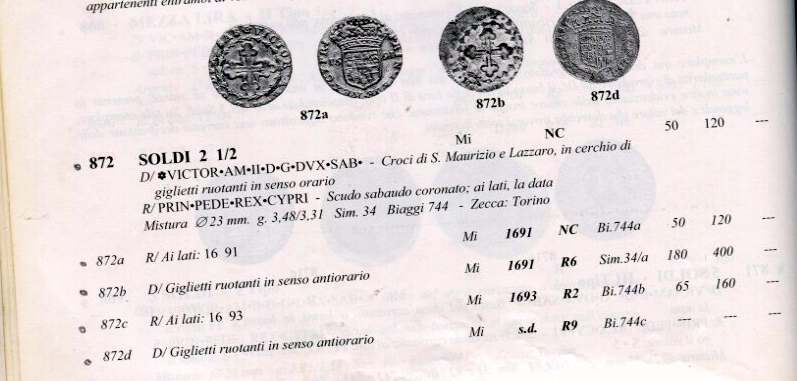 appartenenti entrambi al
872a
872b
872d
872 SOLDI 2 1/2 Mi NC 50 120 ---
D/ ✽VICTOR•AM•II•D•G•DVX•SAB• - Croci di S. Maurizio e Lazzaro, in cerchio di
giglietti ruotanti in senso orario
R/ PRIN•PEDE•REX•CYPRI - Scudo sabaudo coronato; ai lati, la data
Mistura ∅ 23 mm. g. 3,48/3,31 Sim. 34 Biaggi 744 - Zecca: Torino
872a R/ Ai lati: 16 91 Mi 1691 NC Bi.744a 50 120 ---
872b D/ Giglietti ruotanti in senso antiorario Mi 1691 R6 Sim.34/a 180 400 ---
872c R/ Ai lati: 16 93 Mi 1693 R2 Bi.744b 65 160 ---
872d D/ Giglietti ruotanti in senso antiorario Mi s.d. R9 Bi.744c --- --- ---